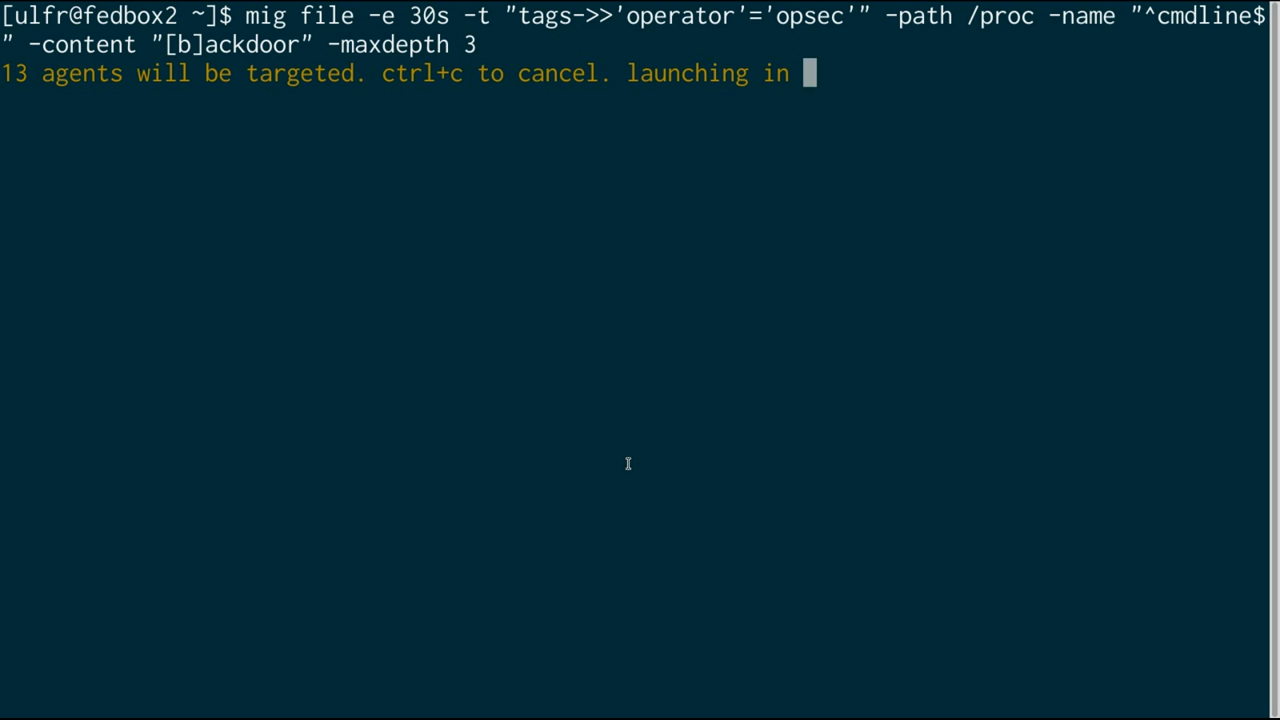 [ulfr@fedbox2 ~]$ mig file -e 30s -t "tags->>'operator'='opsec'" -path /proc -name "^cmdline$
" -content "[b]ackdoor" -maxdepth 3
13 agents will be targeted. ctrl+c to cancel. launching in